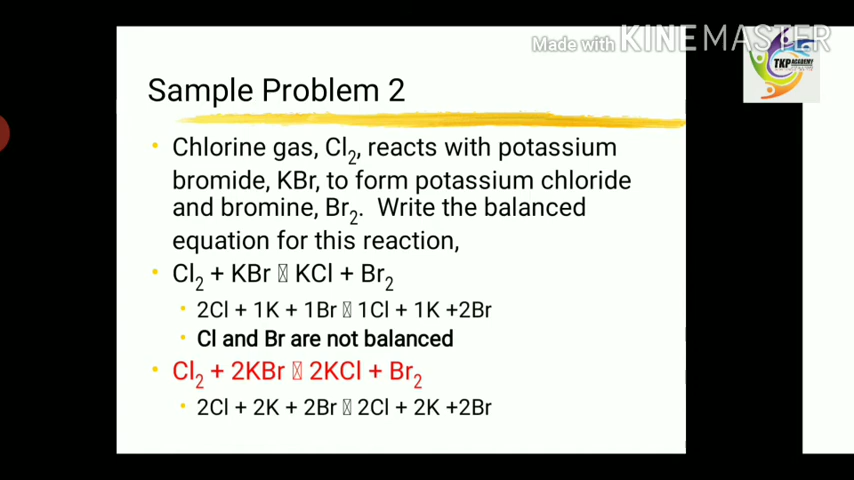 Made with KINEMASTER
TKP ACADEMY
Sample Problem 2
• Chlorine gas, Cl₂, reacts with potassium
bromide, KBr, to form potassium chloride
and bromine, Br₂. Write the balanced
equation for this reaction,
• Cl₂ + KBr  KCl + Br₂
• 2Cl + 1K + 1Br  1Cl + 1K +2Br
• Cl and Br are not balanced
• Cl₂ + 2KBr  2KCl + Br₂
• 2Cl + 2K + 2Br  2Cl + 2K +2Br